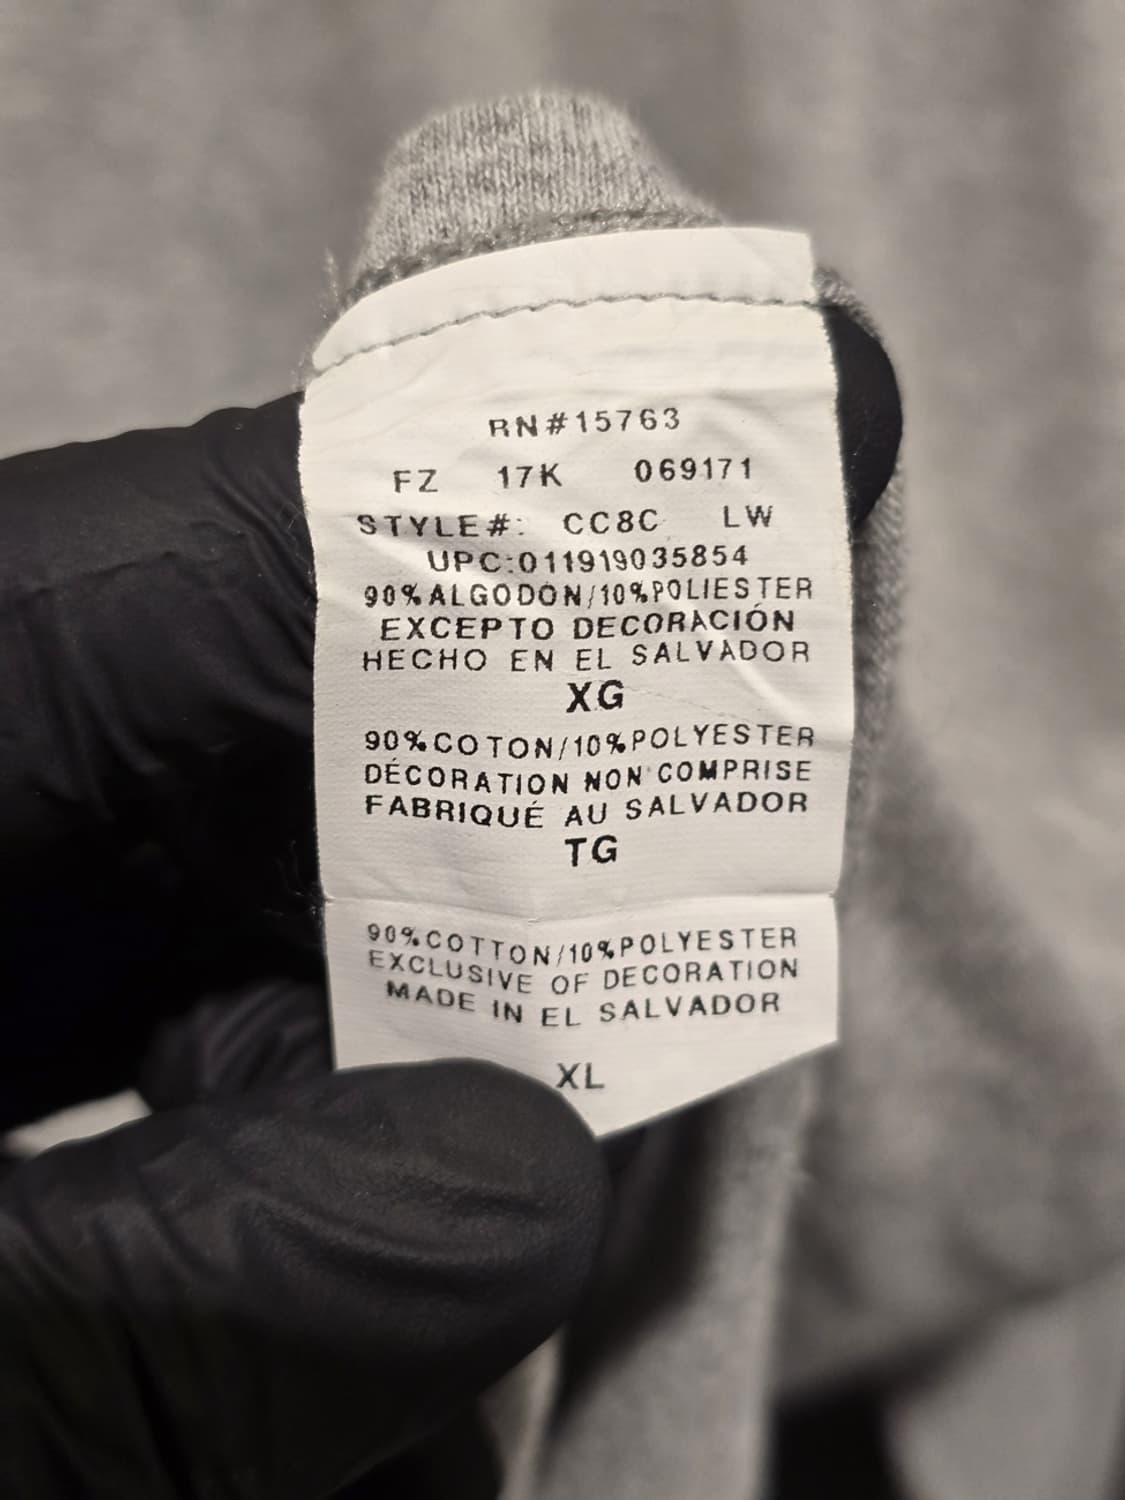 RN#15763
FZ 17K 069171
STYLE#: CC8C LW
UPC:011919035854
90%ALGODÓN/10%POLIESTER
EXCEPTO DECORACIÓN
HECHO EN EL SALVADOR
XG
90%COTON/10%POLYESTER
DÉCORATION NON COMPRISE
FABRIQUÉ AU SALVADOR
TG
90%COTTON/10%POLYESTER
EXCLUSIVE OF DECORATION
MADE IN EL SALVADOR
XL